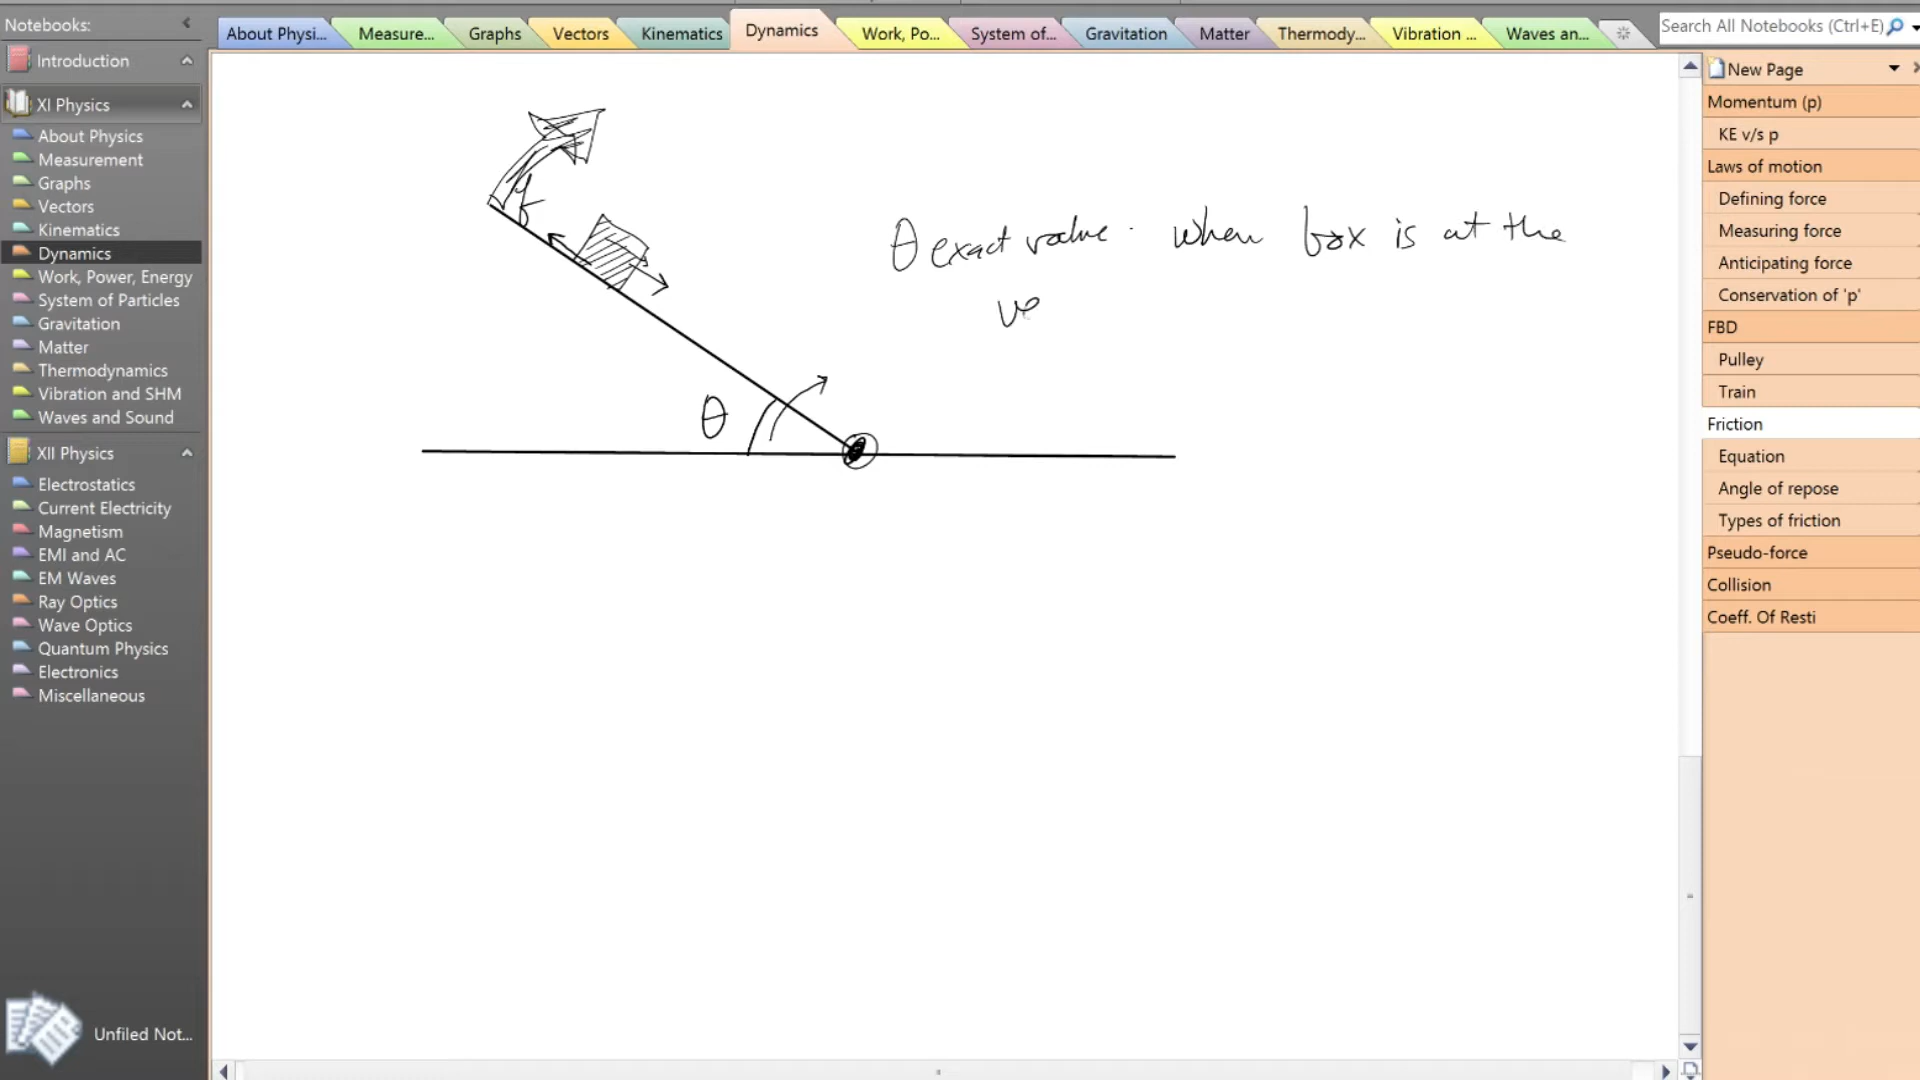 Notebooks:
Introduction
XI Physics
About Physics
Measurement
Graphs
Vectors
Kinematics
Dynamics
Work, Power, Energy
System of Particles
Gravitation
Matter
Thermodynamics
Vibration and SHM
Waves and Sound
XII Physics
Electrostatics
Current Electricity
Magnetism
EMI and AC
EM Waves
Ray Optics
Wave Optics
Quantum Physics
Electronics
Miscellaneous
Unfiled Not...
About Physi... Measure... Graphs Vectors Kinematics Dynamics Work, Po... System of... Gravitation Matter Thermody... Vibration ... Waves an...
Search All Notebooks (Ctrl+E)
f
θ
θ exact value. when box is at the
ve
New Page
Momentum (p)
KE v/s p
Laws of motion
Defining force
Measuring force
Anticipating force
Conservation of 'p'
FBD
Pulley
Train
Friction
Equation
Angle of repose
Types of friction
Pseudo-force
Collision
Coeff. Of Resti